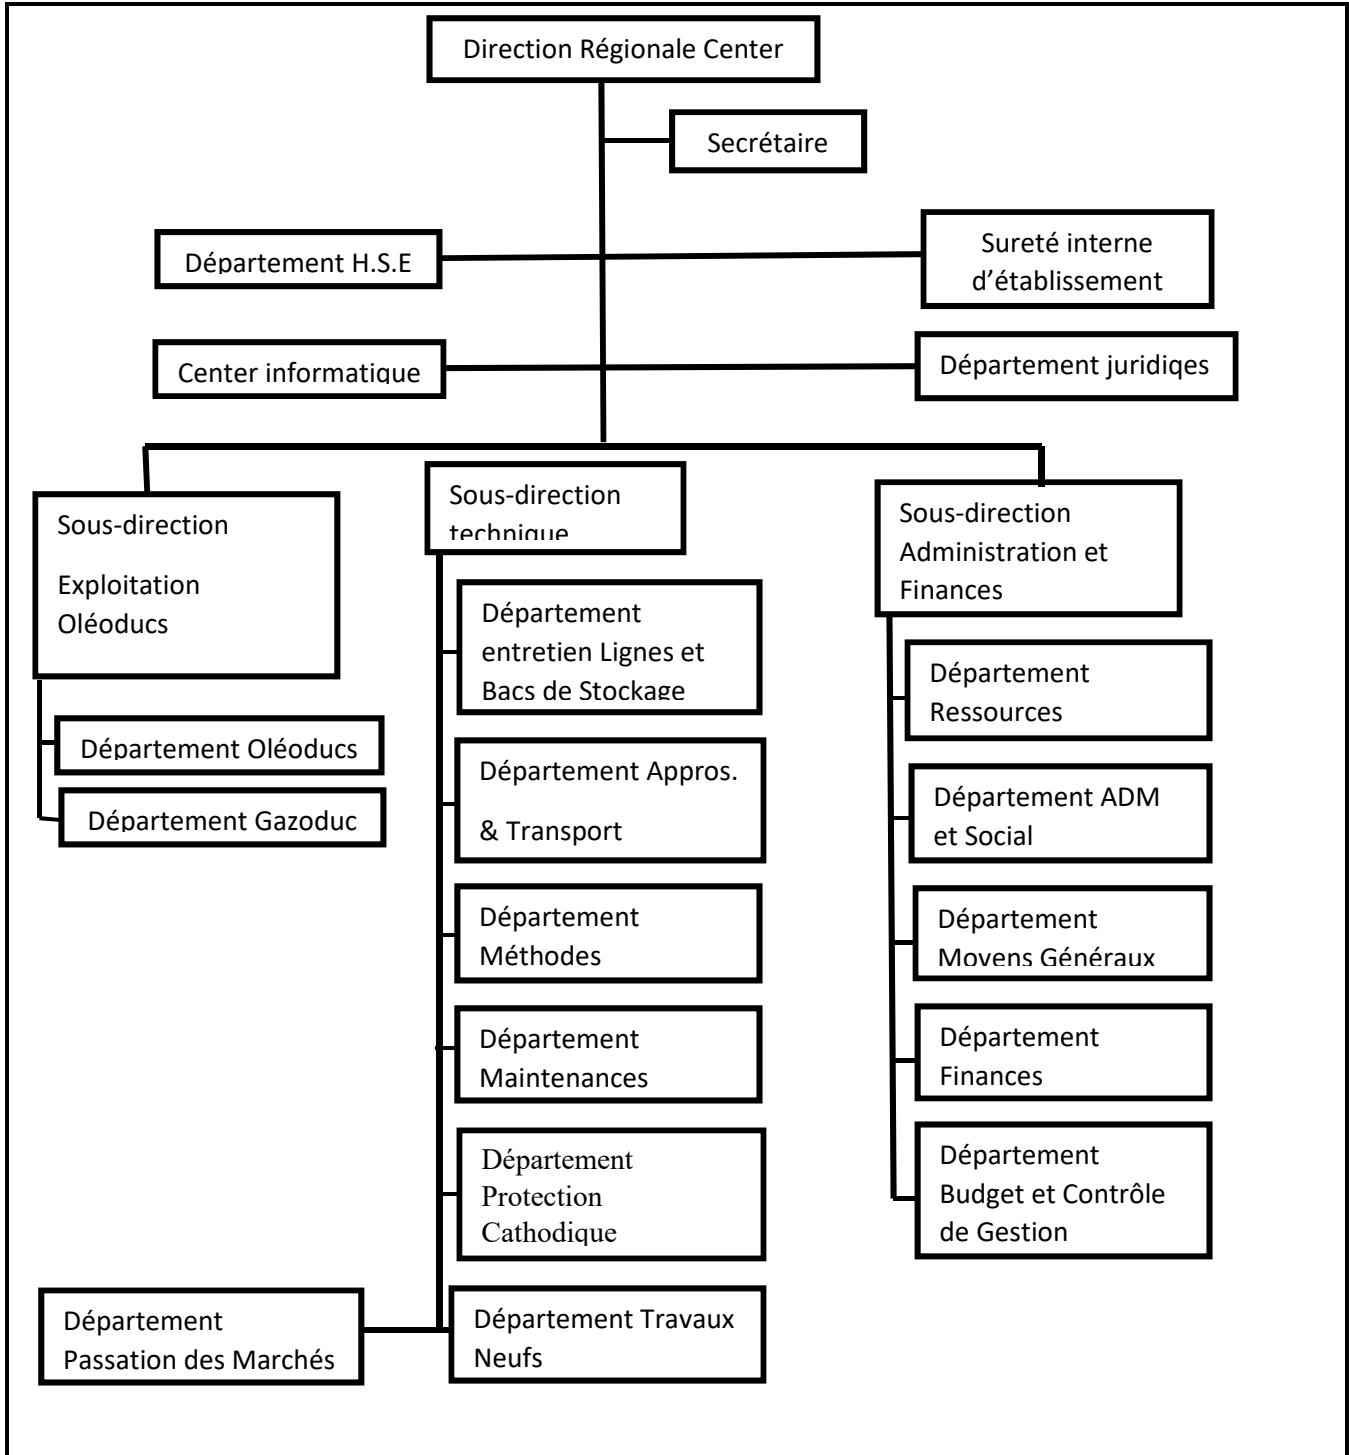 Direction Régionale Center
Secrétaire
Département H.S.E
Sureté interne
d’établissement
Center informatique
Département juridiqes
Sous-direction
Exploitation
Oléoducs
Département Oléoducs
Département Gazoduc
Sous-direction
technique
Département
entretien Lignes et
Bacs de Stockage
Département Appros.
& Transport
Département
Méthodes
Département
Maintenances
Département
Protection
Cathodique
Département Travaux
Neufs
Département
Passation des Marchés
Sous-direction
Administration et
Finances
Département
Ressources
Département ADM
et Social
Département
Moyens Généraux
Département
Finances
Département
Budget et Contrôle
de Gestion